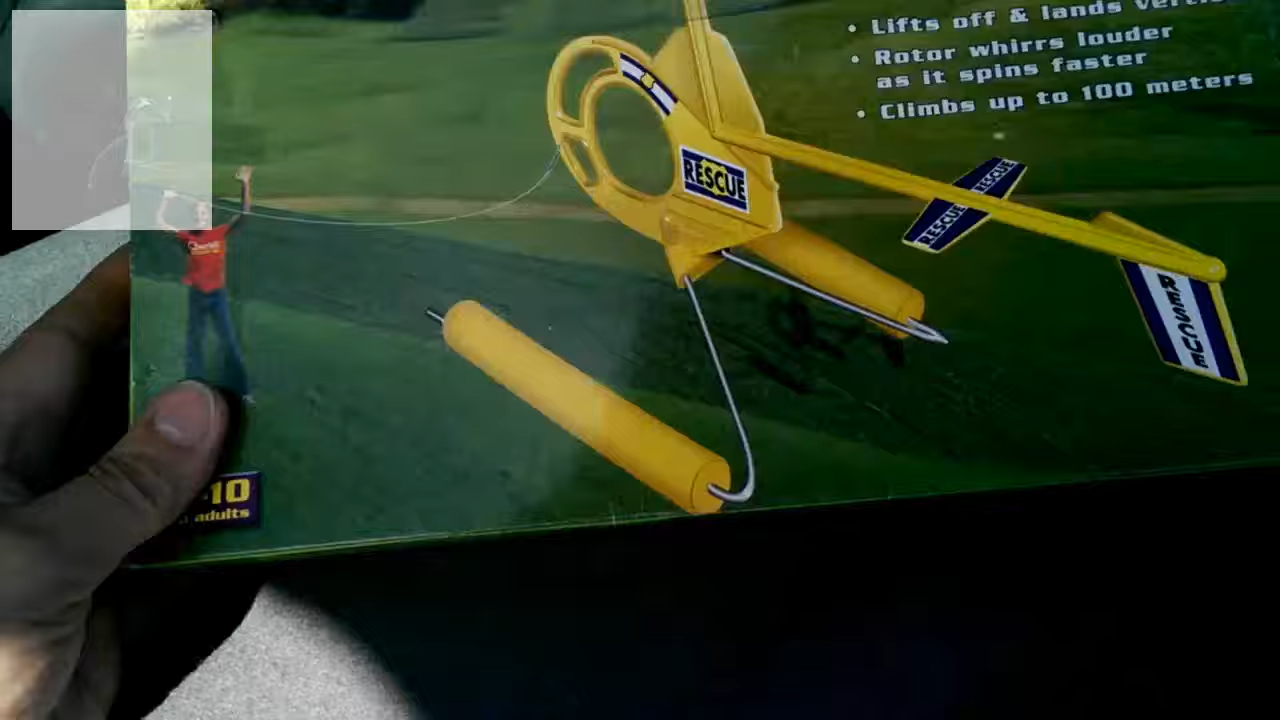 • Lifts off & lands
• Rotor whirrs louder
as it spins faster
• Climbs up to 100 meters
RESCUE
RESCUE
RESCUE
RESCUE
10
adults